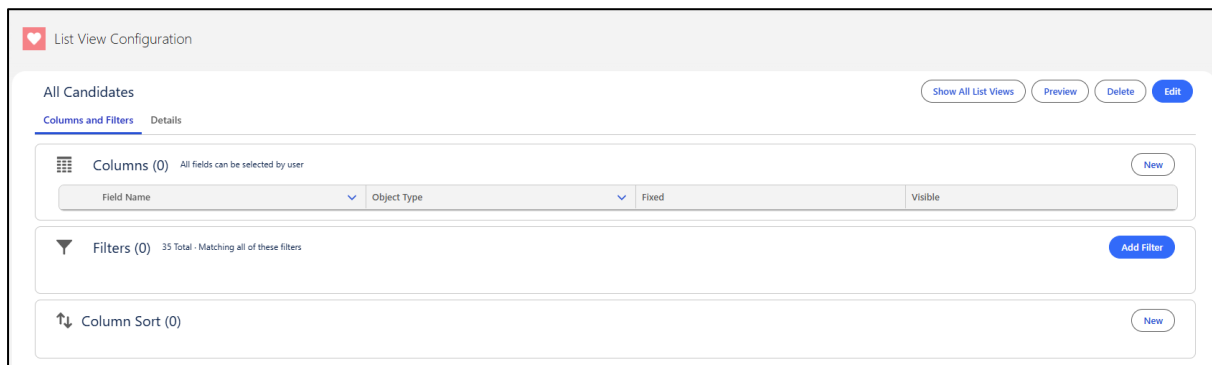 List View Configuration
All Candidates
Show All List Views Preview Delete Edit
Columns and Filters Details
Columns (0) All fields can be selected by user New
Field Name Object Type Fixed Visible
Filters (0) 35 Total - Matching all of these filters Add Filter
Column Sort (0) New